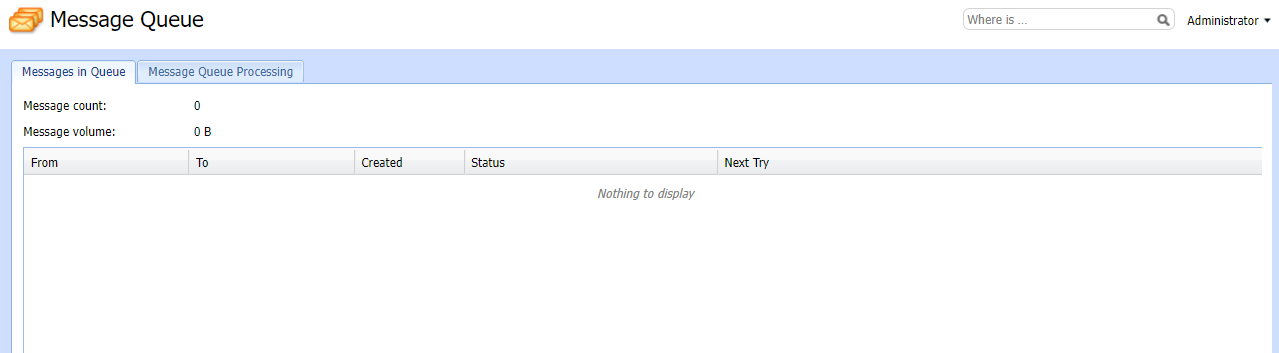 Message Queue
Where is ...
Administrator
Messages in Queue
Message Queue Processing
Message count: 0
Message volume: 0 B
From To Created Status Next Try
Nothing to display